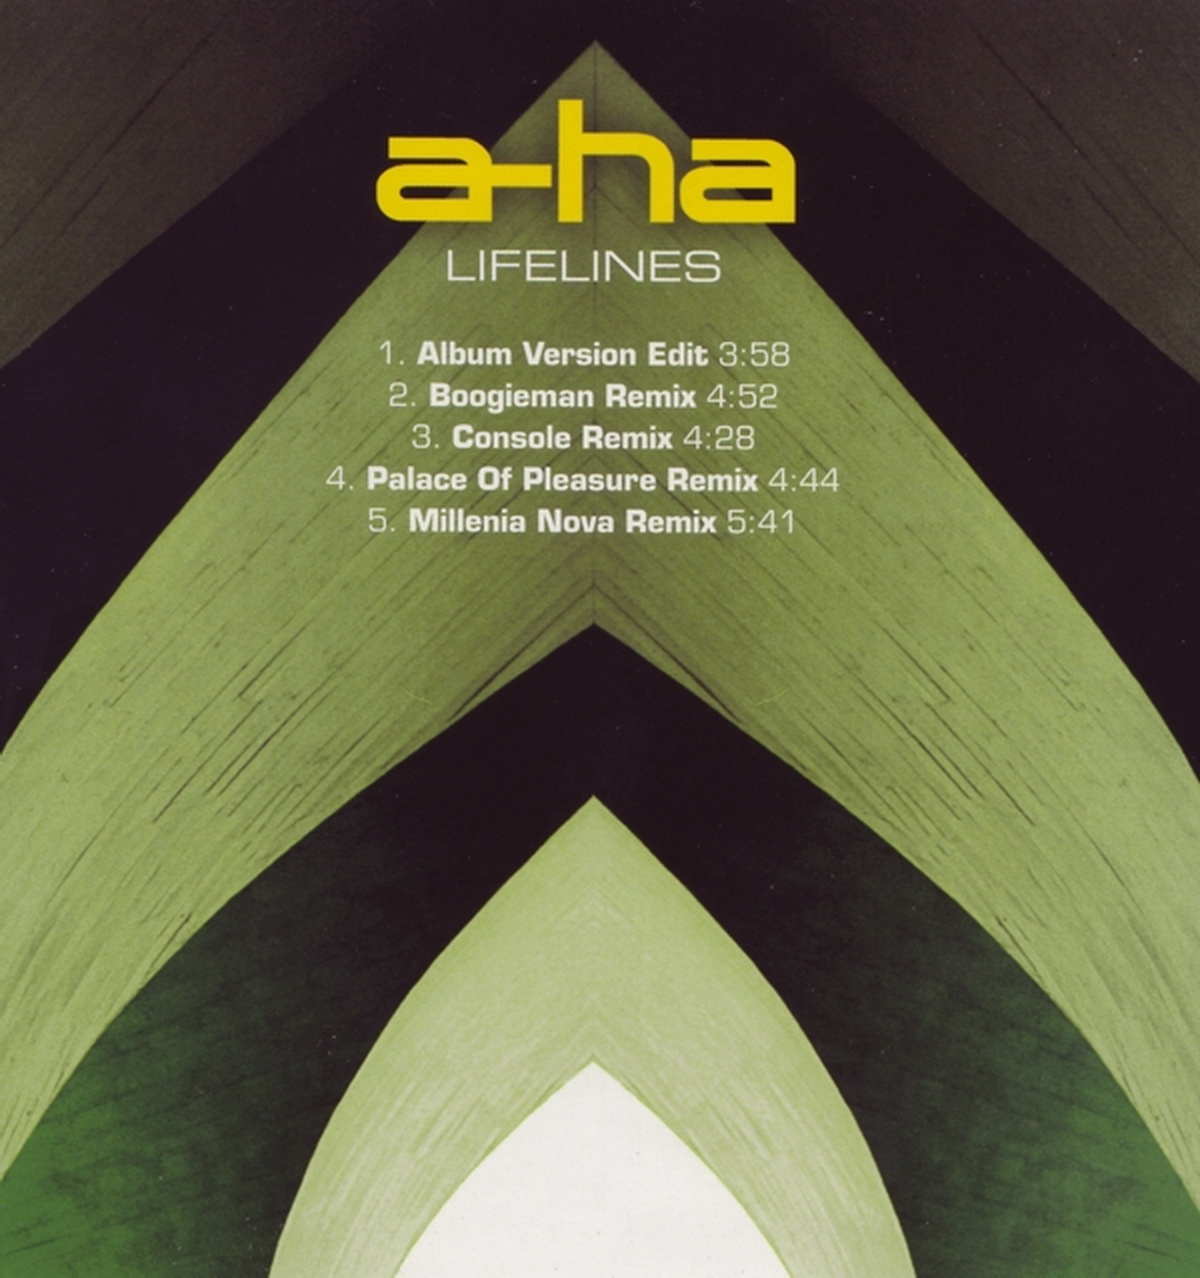 a-ha
LIFELINES
1. Album Version Edit 3:58
2. Boogieman Remix 4:52
3. Console Remix 4:28
4. Palace Of Pleasure Remix 4:44
5. Millenia Nova Remix 5:41